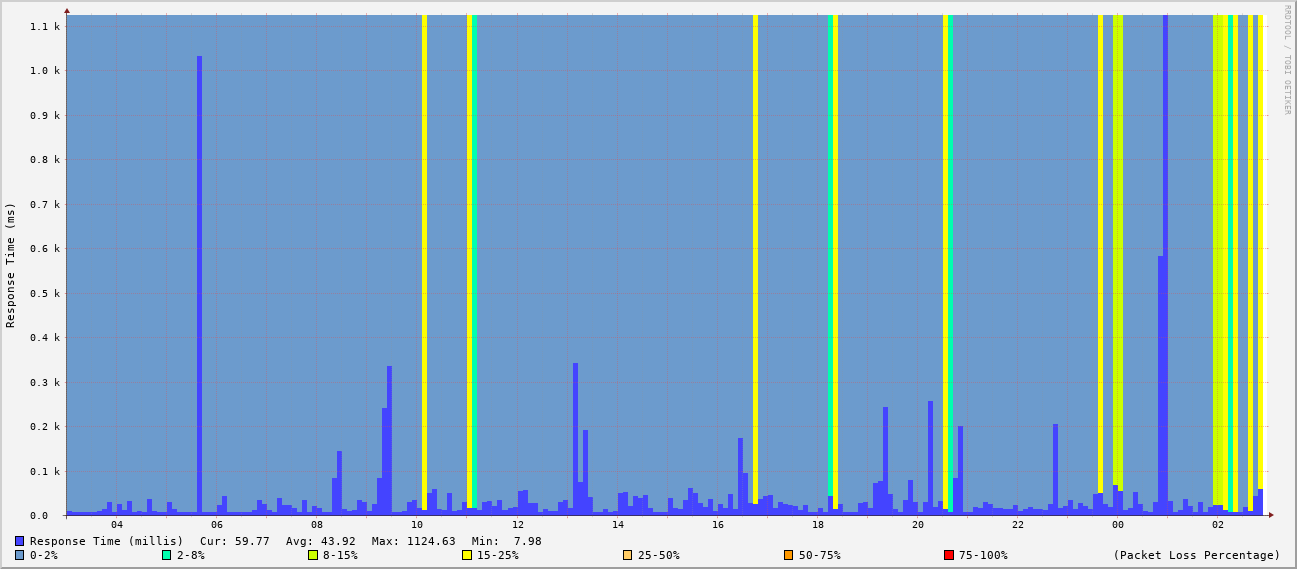 RRDTOOL / TOBI OETIKER
Response Time (ms)
1.1 k
1.0 k
0.9 k
0.8 k
0.7 k
0.6 k
0.5 k
0.4 k
0.3 k
0.2 k
0.1 k
0.0
04 06 08 10 12 14 16 18 20 22 00 02
Response Time (millis) Cur: 59.77 Avg: 43.92 Max: 1124.63 Min: 7.98
0-2% 2-8% 8-15% 15-25% 25-50% 50-75% 75-100% (Packet Loss Percentage)